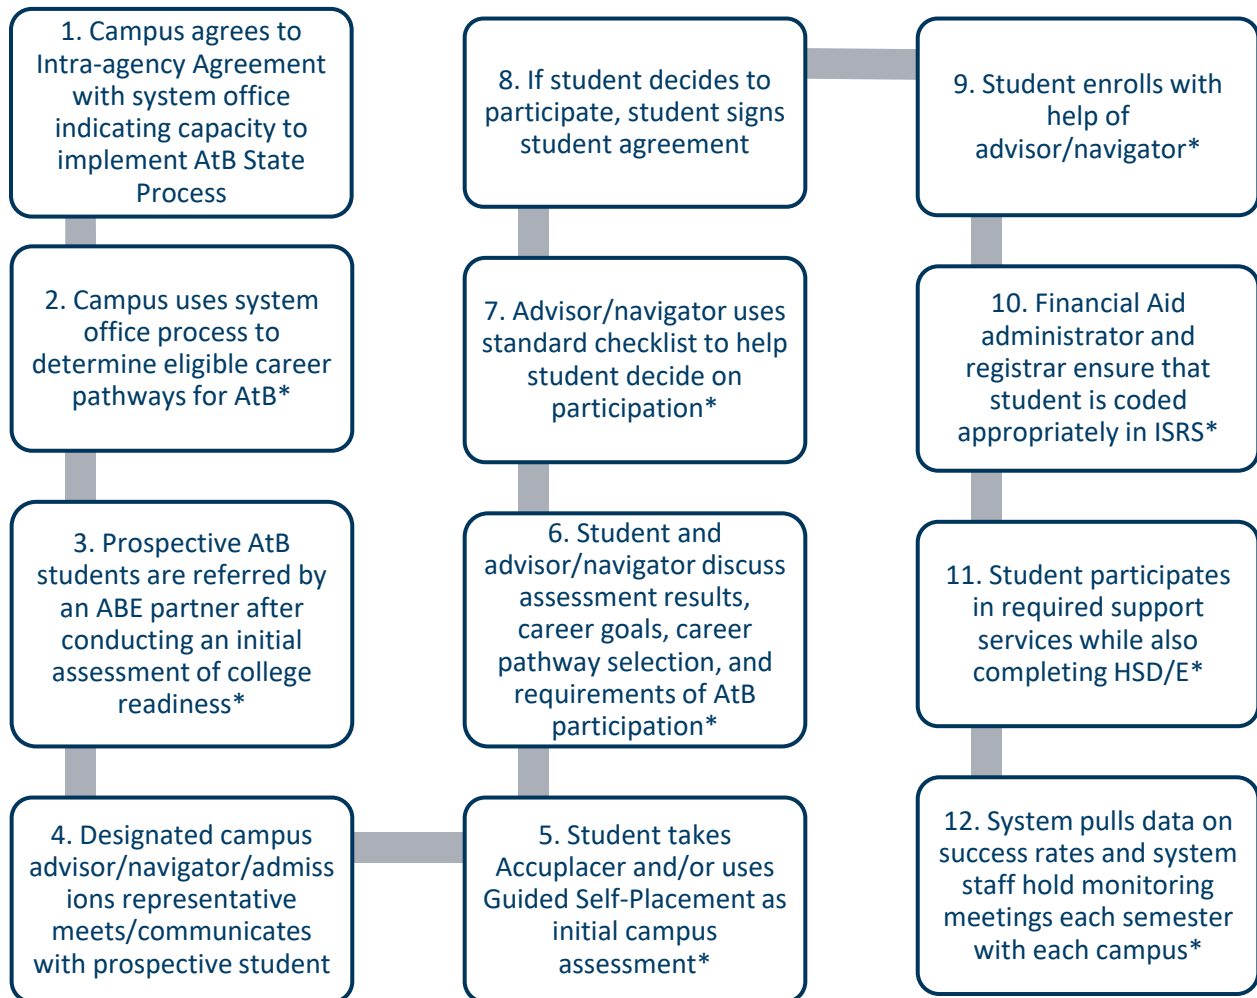 1. Campus agrees to
Intra-agency Agreement
with system office
indicating capacity to
implement AtB State
Process
2. Campus uses system
office process to
determine eligible career
pathways for AtB*
3. Prospective AtB
students are referred by
an ABE partner after
conducting an initial
assessment of college
readiness*
4. Designated campus
advisor/navigator/admiss
ions representative
meets/communicates
with prospective student
5. Student takes
Accuplacer and/or uses
Guided Self-Placement as
initial campus
assessment*
6. Student and
advisor/navigator discuss
assessment results,
career goals, career
pathway selection, and
requirements of AtB
participation*
7. Advisor/navigator uses
standard checklist to help
student decide on
participation*
8. If student decides to
participate, student signs
student agreement
9. Student enrolls with
help of
advisor/navigator*
10. Financial Aid
administrator and
registrar ensure that
student is coded
appropriately in ISRS*
11. Student participates
in required support
services while also
completing HSD/E*
12. System pulls data on
success rates and system
staff hold monitoring
meetings each semester
with each campus*